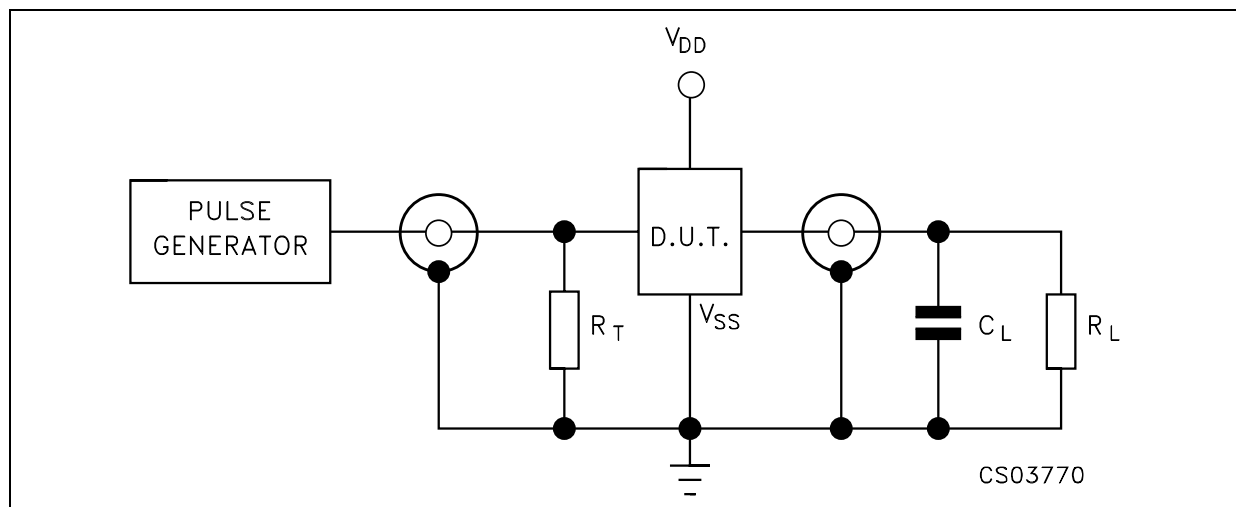 VDD
PULSE
GENERATOR
D.U.T.
RT
VSS
CL
RL
CS03770